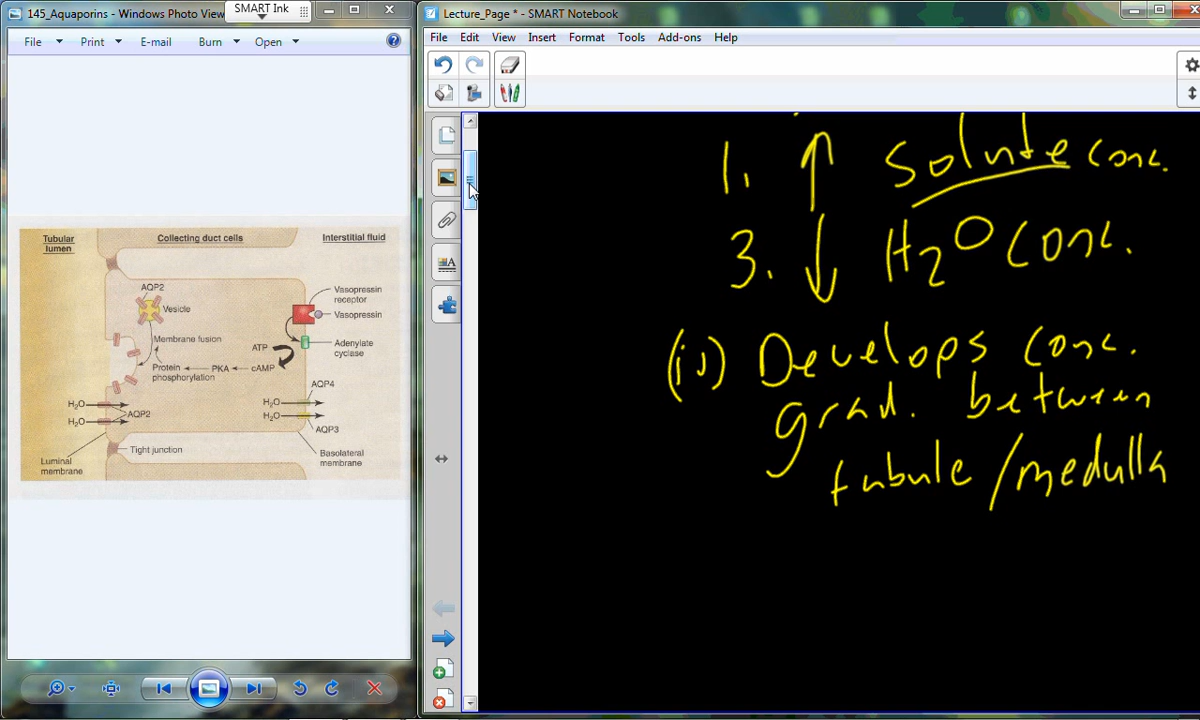 145_Aquaporins - Windows Photo View
SMART Ink
File Print E-mail Burn Open
Tubular
lumen
Collecting duct cells
Interstitial fluid
AQP2
Vesicle
Membrane fusion
Protein
phosphorylation
PKA
cAMP
ATP
Vasopressin
receptor
Vasopressin
Adenylate
cyclase
AQP4
H₂O
H₂O
AQP3
H₂O
H₂O
AQP2
Tight junction
Luminal
membrane
Basolateral
membrane
Lecture_Page * - SMART Notebook
File Edit View Insert Format Tools Add-ons Help
1. ↑ Solute conc.
3. ↓ H2O conc.
Develops conc.
grad. between
tubule/medulla